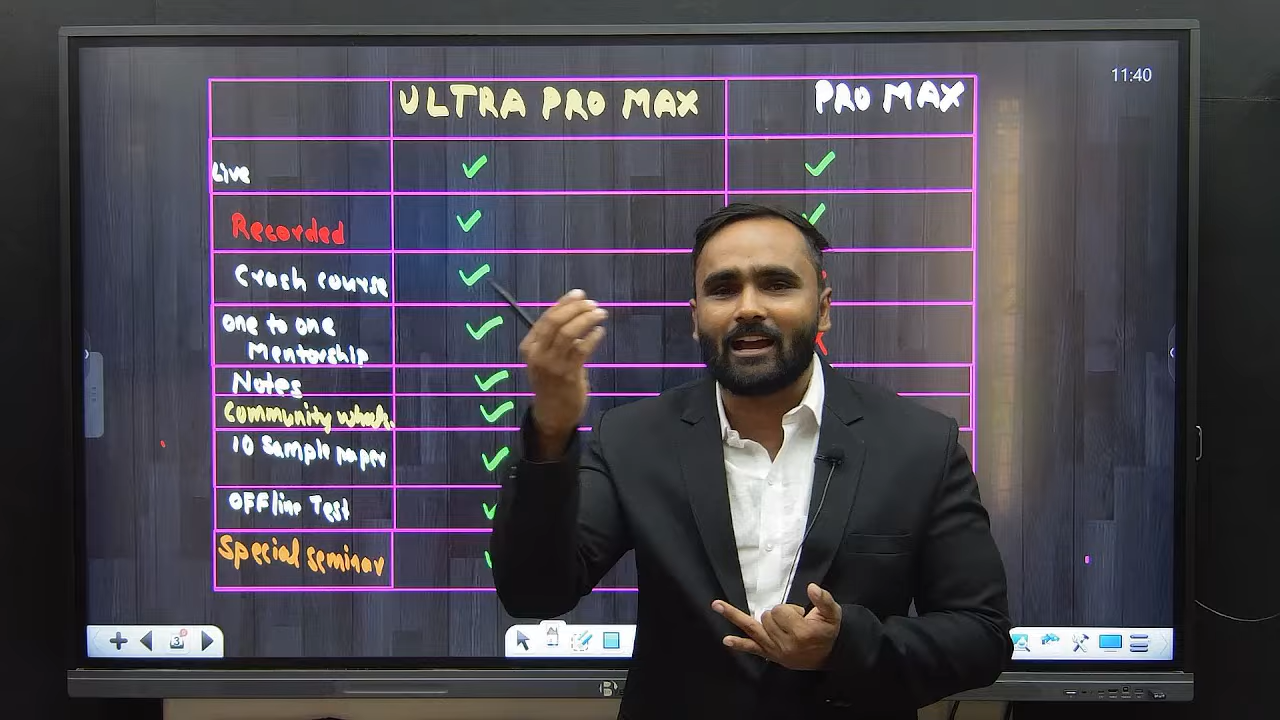 11:40
ULTRA PRO MAX PRO MAX
Live ✓ ✓
Recorded ✓ ✓
Crash course ✓
one to one ✓
Mentorship
Notes ✓
Community ✓
10 Sample paper ✓
OFFline Test ✓
Special seminar ✓
3